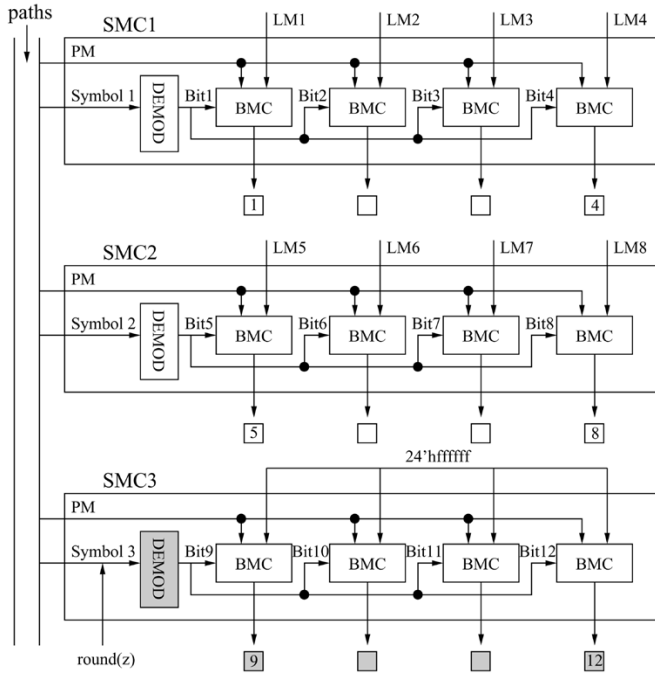 paths
SMC1 LM1 LM2 LM3 LM4
PM
Symbol 1 DEMOD Bit1 BMC Bit2 BMC Bit3 BMC Bit4 BMC
1 4
SMC2 LM5 LM6 LM7 LM8
PM
Symbol 2 DEMOD Bit5 BMC Bit6 BMC Bit7 BMC Bit8 BMC
5 8
24'hffffff
SMC3
PM
Symbol 3 DEMOD Bit9 BMC Bit10 BMC Bit11 BMC Bit12 BMC
round(z) 9 12